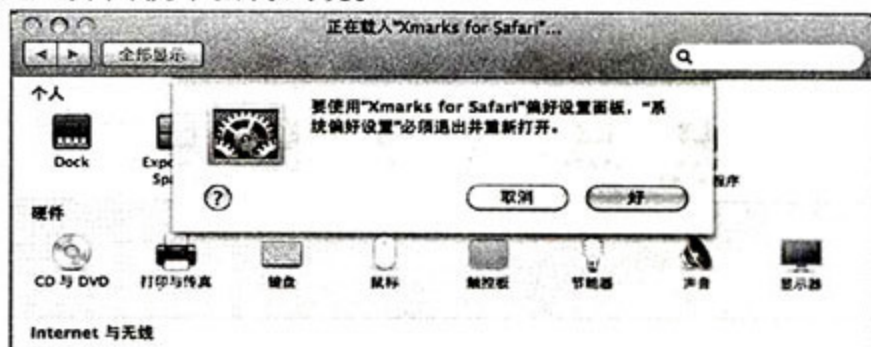 正在载入"Xmarks for Safari"...
全部显示
个人
要使用"Xmarks for Safari"偏好设置面板，"系
统偏好设置"必须退出并重新打开。
Dock
Expo
Spa
程序
?
取消
好
硬件
CD 与 DVD
打印与传真
键盘
鼠标
触控板
节能器
声音
显示器
Internet 与无线